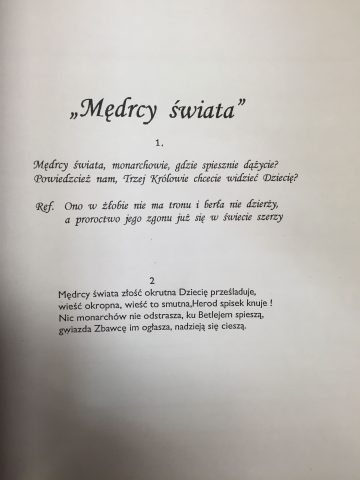 „Mędrcy świata”
1.
Mędrcy świata, monarchowie, gdzie spiesznie dążycie?
Powiedzcież nam, Trzej Królowie chcecie widzieć Dziecię?
Ref. Ono w żłobie nie ma tronu i berła nie dzierży,
a proroctwo jego zgonu już się w świecie szerzy
2
Mędrcy świata złość okrutna Dziecię prześladuje,
wieść okropna, wieść to smutna,Herod spisek knuje !
Nic monarchów nie odstrasza, ku Betlejem spieszą,
gwiazda Zbawcę im ogłasza, nadzieją się cieszą.